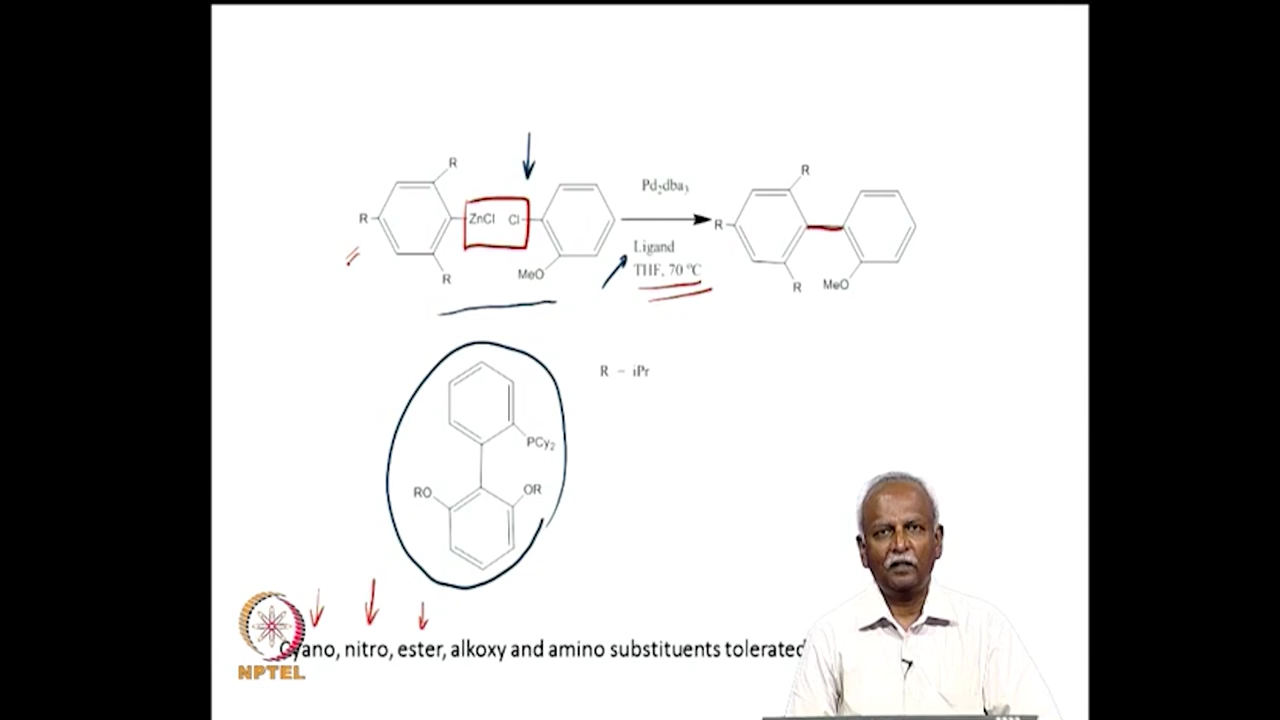 R
R
R
ZnCl
Cl
MeO
Pd2dba3
Ligand
THF, 70 °C
R
R
R
MeO
R – iPr
PCy2
RO
OR
Cyano, nitro, ester, alkoxy and amino substituents tolerated
NPTEL